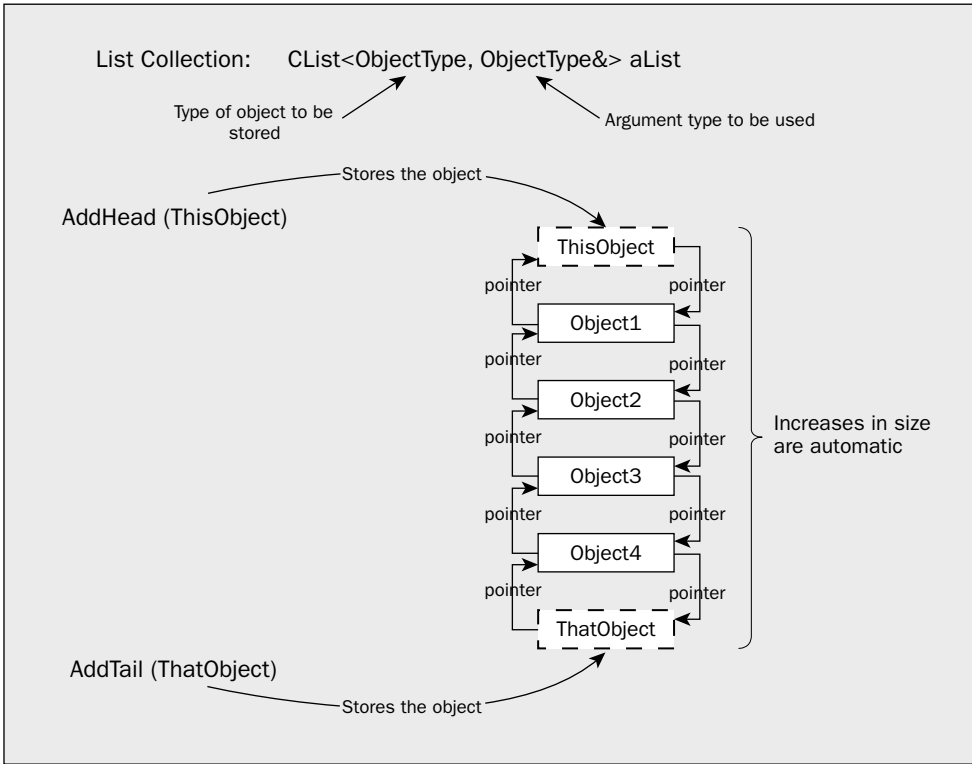 List Collection: CList<ObjectType, ObjectType&> aList
Type of object to be
stored
Argument type to be used
Stores the object
AddHead (ThisObject)
ThisObject
pointer
pointer
Object1
pointer
pointer
Object2
pointer
pointer
Object3
pointer
pointer
Object4
pointer
pointer
ThatObject
Increases in size
are automatic
AddTail (ThatObject)
Stores the object